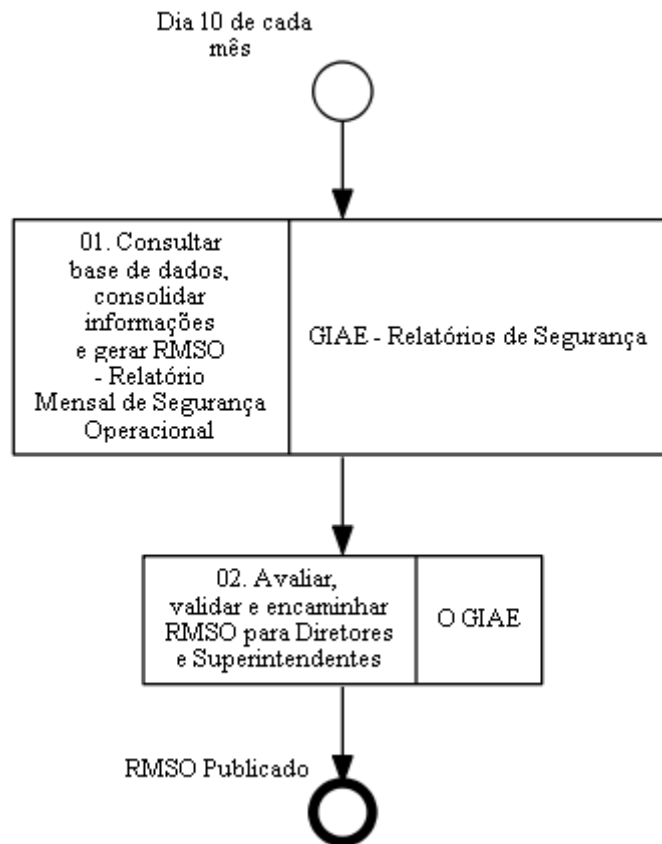 Dia 10 de cada
mês
01. Consultar
base de dados,
consolidar
informações
e gerar RMSO
- Relatório
Mensal de Segurança
Operacional
GIAE - Relatórios de Segurança
02. Avaliar,
validar e encaminhar
RMSO para Diretores
e Superintendentes
O GIAE
RMSO Publicado